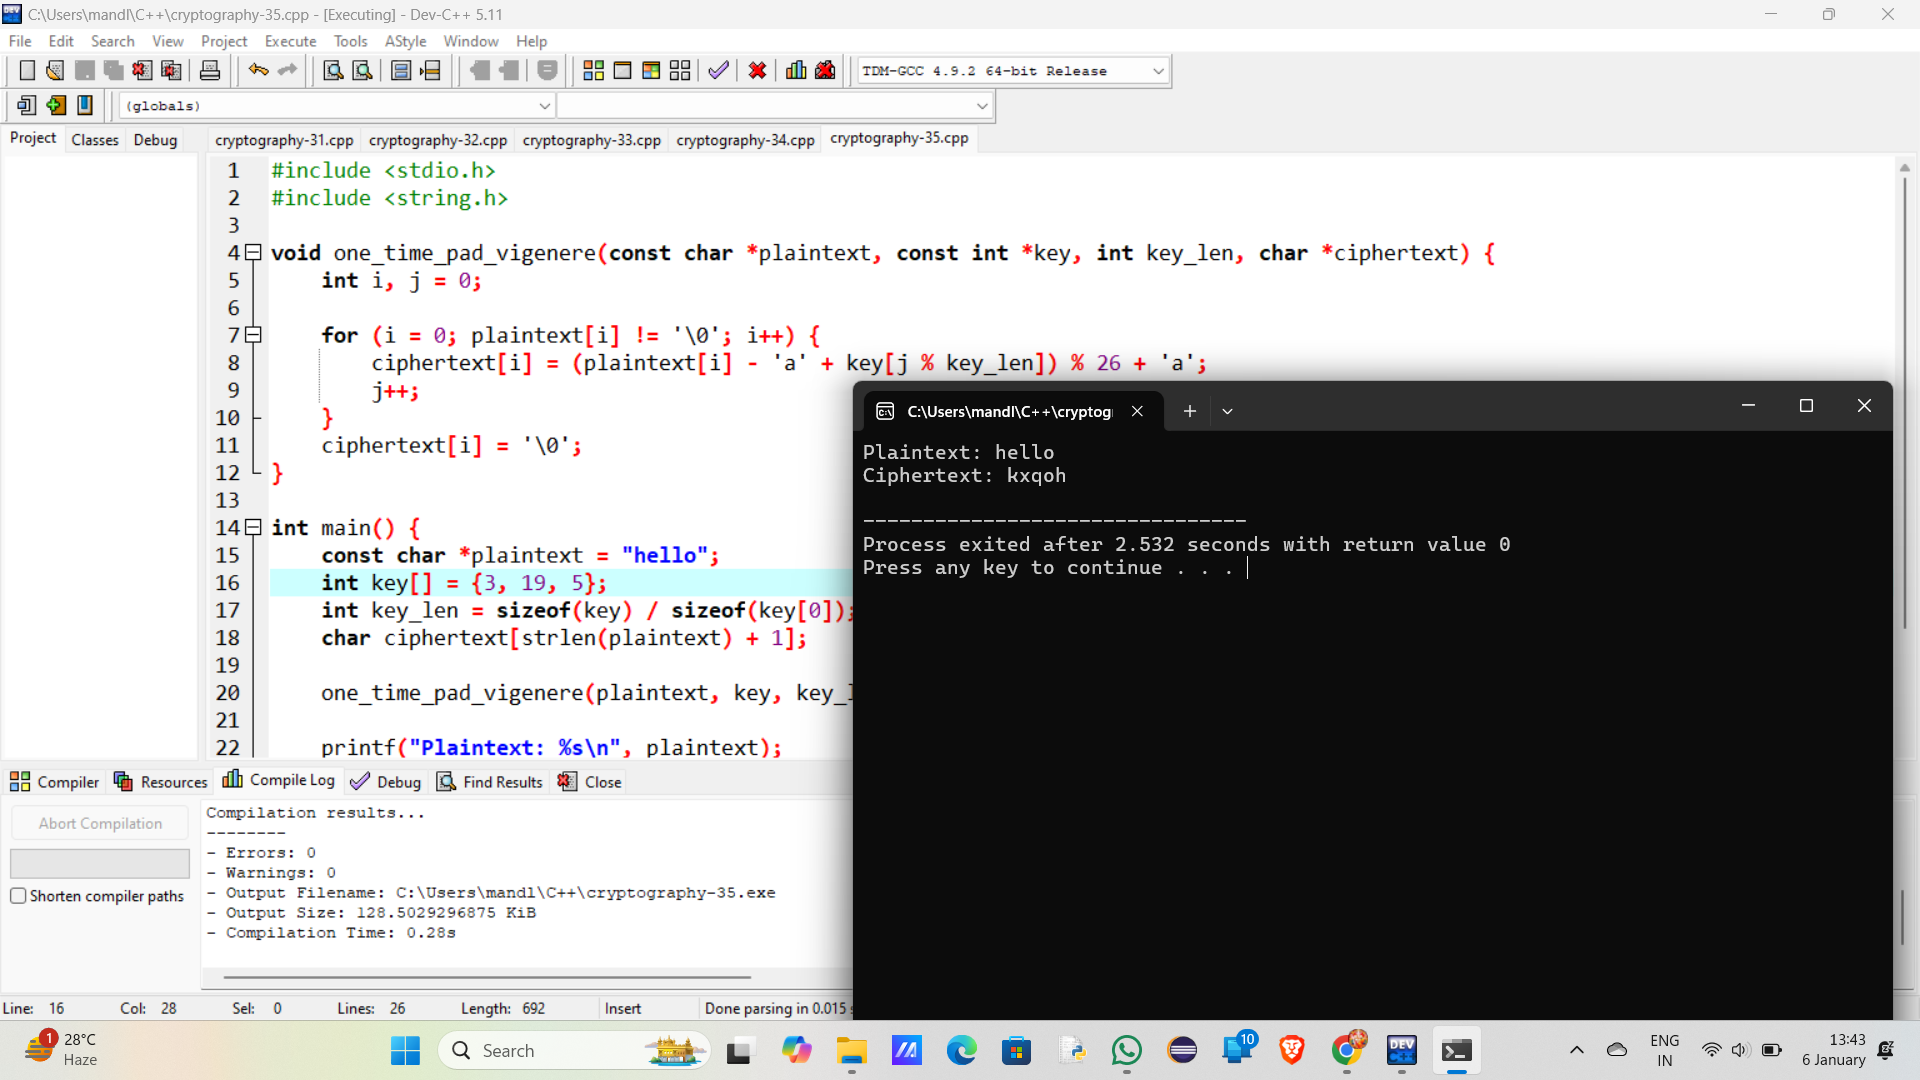 C:\Users\mandl\C++\cryptography-35.cpp - [Executing] - Dev-C++ 5.11
File Edit Search View Project Execute Tools AStyle Window Help
TDM-GCC 4.9.2 64-bit Release
(globals)
Project Classes Debug
cryptography-31.cpp cryptography-32.cpp cryptography-33.cpp cryptography-34.cpp cryptography-35.cpp
1 #include <stdio.h>
2 #include <string.h>
3
4 void one_time_pad_vigenere(const char *plaintext, const int *key, int key_len, char *ciphertext) {
5 int i, j = 0;
6
7 for (i = 0; plaintext[i] != '\0'; i++) {
8 ciphertext[i] = (plaintext[i] - 'a' + key[j % key_len]) % 26 + 'a';
9 j++;
10 }
11 ciphertext[i] = '\0';
12 }
13
14 int main() {
15 const char *plaintext = "hello";
16 int key[] = {3, 19, 5};
17 int key_len = sizeof(key) / sizeof(key[0]);
18 char ciphertext[strlen(plaintext) + 1];
19
20 one_time_pad_vigenere(plaintext, key, key_
21
22 printf("Plaintext: %s\n", plaintext);
C:\Users\mandl\C++\cryptog
Plaintext: hello
Ciphertext: kxqoh
--------------------------------
Process exited after 2.532 seconds with return value 0
Press any key to continue . . .
Compiler Resources Compile Log Debug Find Results Close
Abort Compilation
Shorten compiler paths
Compilation results...
--------
- Errors: 0
- Warnings: 0
- Output Filename: C:\Users\mandl\C++\cryptography-35.exe
- Output Size: 128.5029296875 KiB
- Compilation Time: 0.28s
Line: 16 Col: 28 Sel: 0 Lines: 26 Length: 692 Insert Done parsing in 0.015
1
28°C
Haze
Search
10
DEV
C++
ENG
IN
13:43
6 January